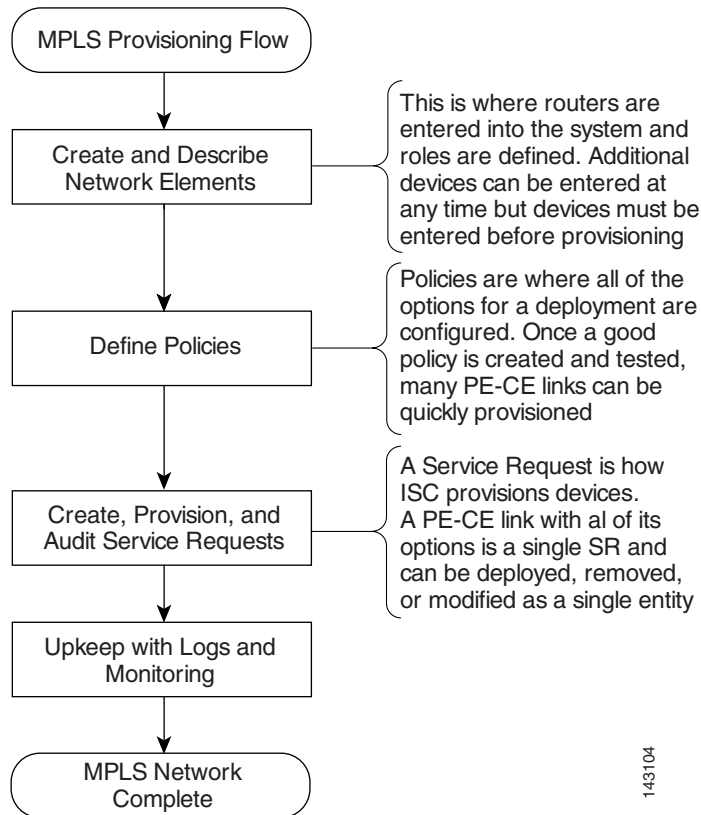 MPLS Provisioning Flow
Create and Describe
Network Elements
This is where routers are
entered into the system and
roles are defined. Additional
devices can be entered at
any time but devices must be
entered before provisioning
Define Policies
Policies are where all of the
options for a deployment are
configured. Once a good
policy is created and tested,
many PE-CE links can be
quickly provisioned
Create, Provision, and
Audit Service Requests
A Service Request is how
ISC provisions devices.
A PE-CE link with al of its
options is a single SR and
can be deployed, removed,
or modified as a single entity
Upkeep with Logs and
Monitoring
MPLS Network
Complete
143104